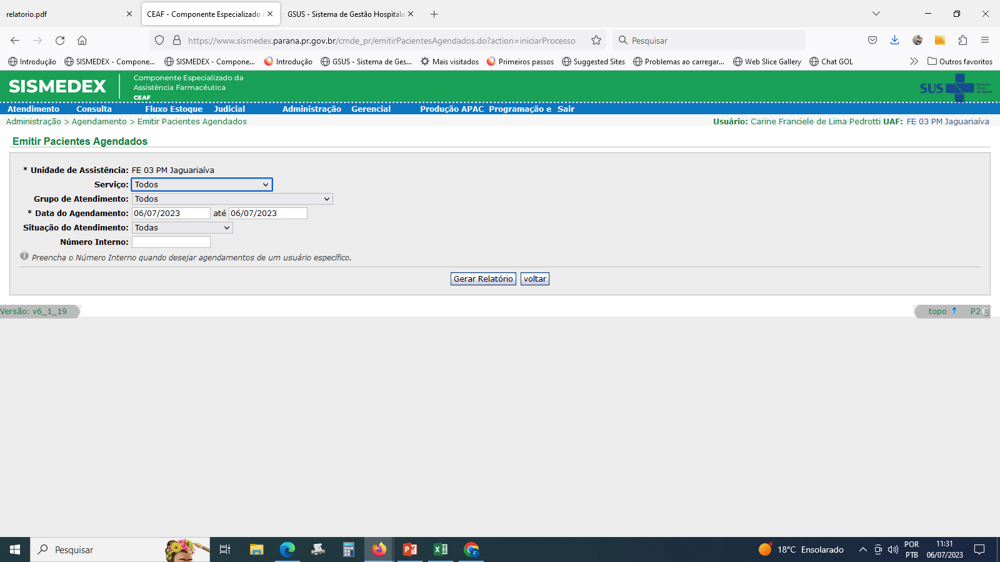 relatorio.pdf
CEAF - Componente Especializado
GSUS - Sistema de Gestão Hospitala
https://www.sismedex.parana.pr.gov.br/cmde_pr/emitirPacientesAgendados.do?action=iniciarProcesso
Pesquisar
Introdução
SISMEDEX - Compone...
SISMEDEX - Compone...
Introdução
GSUS - Sistema de Ges...
Mais visitados
Primeiros passos
Suggested Sites
Problemas ao carregar...
Web Slice Gallery
Chat GOL
Outros favoritos
SISMEDEX
Componente Especializado da
Assistência Farmacêutica
CEAF
SUS
Sistema
Único
de Saúde
Atendimento Consulta Fluxo Estoque Judicial Administração Gerencial Produção APAC Programação e Sair
Administração > Agendamento > Emitir Pacientes Agendados
Usuário: Carine Franciele de Lima Pedrotti UAF: FE 03 PM Jaguariaíva
Emitir Pacientes Agendados
* Unidade de Assistência: FE 03 PM Jaguariaíva
Serviço: Todos
Grupo de Atendimento: Todos
* Data do Agendamento: 06/07/2023 até 06/07/2023
Situação do Atendimento: Todas
Número Interno:
Preencha o Número Interno quando desejar agendamentos de um usuário específico.
Gerar Relatório voltar
Versão: v6_1_19
topo P2
Pesquisar
18°C Ensolarado
POR
PTB
11:31
06/07/2023